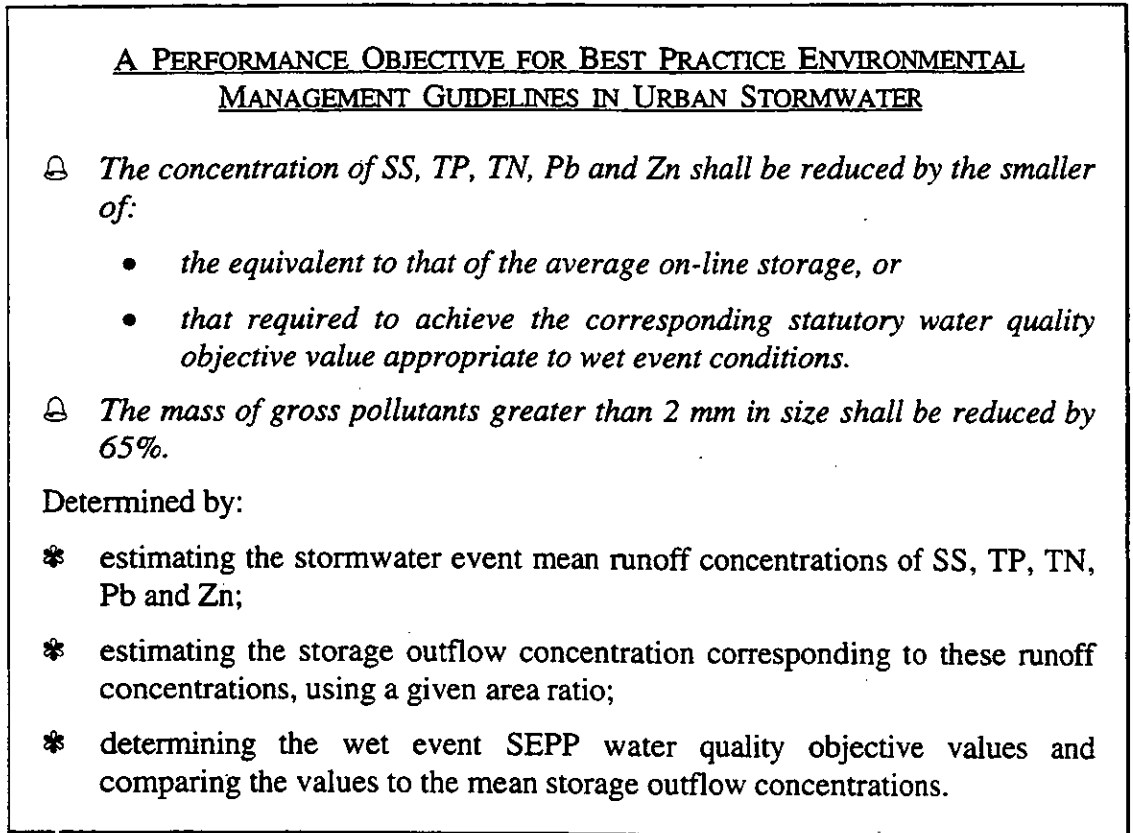 A PERFORMANCE OBJECTIVE FOR BEST PRACTICE ENVIRONMENTAL
MANAGEMENT GUIDELINES IN URBAN STORMWATER
The concentration of SS, TP, TN, Pb and Zn shall be reduced by the smaller
of:
• the equivalent to that of the average on-line storage, or
• that required to achieve the corresponding statutory water quality
objective value appropriate to wet event conditions.
The mass of gross pollutants greater than 2 mm in size shall be reduced by
65%.
Determined by:
estimating the stormwater event mean runoff concentrations of SS, TP, TN,
Pb and Zn;
estimating the storage outflow concentration corresponding to these runoff
concentrations, using a given area ratio;
determining the wet event SEPP water quality objective values and
comparing the values to the mean storage outflow concentrations.